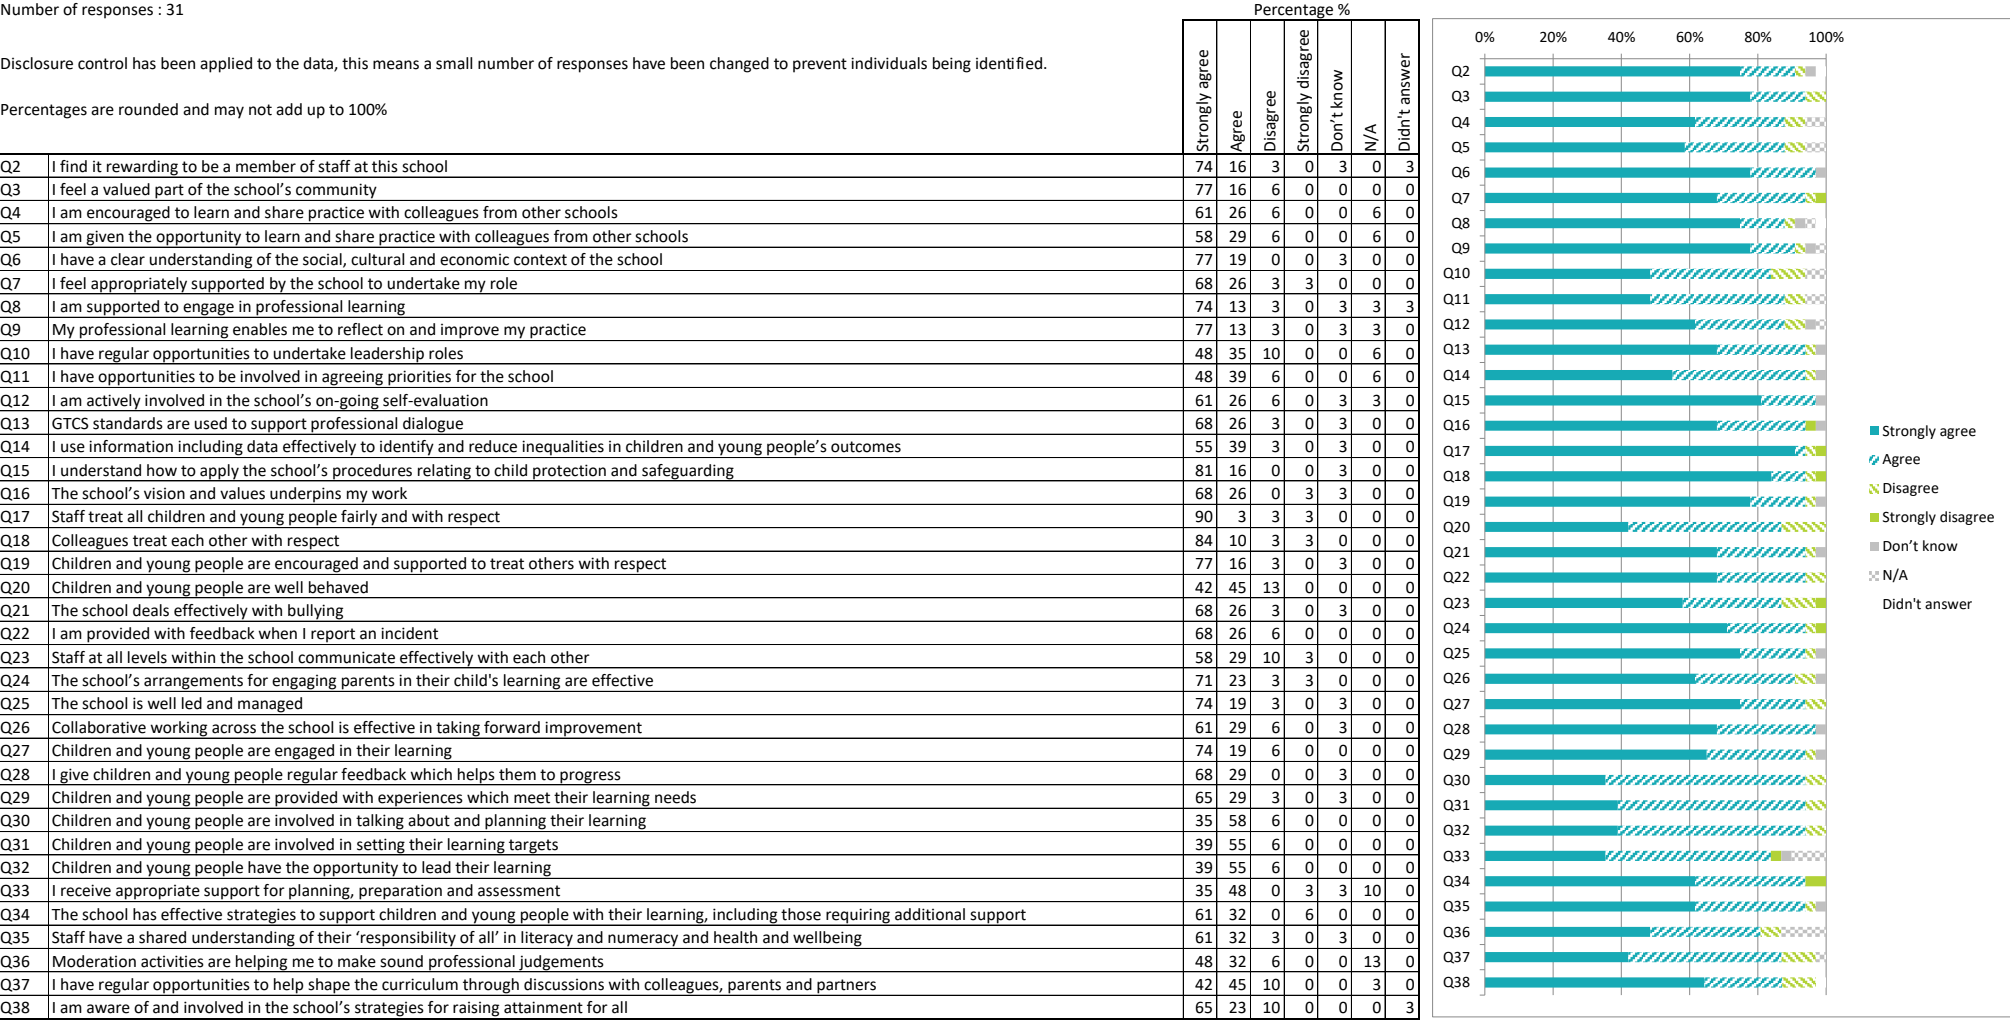 Number of responses : 31
Percentage %
Disclosure control has been applied to the data, this means a small number of responses have been changed to prevent individuals being identified.
Percentages are rounded and may not add up to 100%
Strongly agree
Agree
Disagree
Strongly disagree
Don't know
N/A
Didn't answer
Q2 I find it rewarding to be a member of staff at this school 74 16 3 0 3 0 3
Q3 I feel a valued part of the school's community 77 16 6 0 0 0 0
Q4 I am encouraged to learn and share practice with colleagues from other schools 61 26 6 0 0 6 0
Q5 I am given the opportunity to learn and share practice with colleagues from other schools 58 29 6 0 0 6 0
Q6 I have a clear understanding of the social, cultural and economic context of the school 77 19 0 0 3 0 0
Q7 I feel appropriately supported by the school to undertake my role 68 26 3 3 0 0 0
Q8 I am supported to engage in professional learning 74 13 3 0 3 3 3
Q9 My professional learning enables me to reflect on and improve my practice 77 13 3 0 3 3 0
Q10 I have regular opportunities to undertake leadership roles 48 35 10 0 0 6 0
Q11 I have opportunities to be involved in agreeing priorities for the school 48 39 6 0 0 6 0
Q12 I am actively involved in the school's on-going self-evaluation 61 26 6 0 3 3 0
Q13 GTCS standards are used to support professional dialogue 68 26 3 0 3 0 0
Q14 I use information including data effectively to identify and reduce inequalities in children and young people's outcomes 55 39 3 0 3 0 0
Q15 I understand how to apply the school's procedures relating to child protection and safeguarding 81 16 0 0 3 0 0
Q16 The school's vision and values underpins my work 68 26 0 3 3 0 0
Q17 Staff treat all children and young people fairly and with respect 90 3 3 3 0 0 0
Q18 Colleagues treat each other with respect 84 10 3 3 0 0 0
Q19 Children and young people are encouraged and supported to treat others with respect 77 16 3 0 3 0 0
Q20 Children and young people are well behaved 42 45 13 0 0 0 0
Q21 The school deals effectively with bullying 68 26 3 0 3 0 0
Q22 I am provided with feedback when I report an incident 68 26 6 0 0 0 0
Q23 Staff at all levels within the school communicate effectively with each other 58 29 10 3 0 0 0
Q24 The school's arrangements for engaging parents in their child's learning are effective 71 23 3 3 0 0 0
Q25 The school is well led and managed 74 19 3 0 3 0 0
Q26 Collaborative working across the school is effective in taking forward improvement 61 29 6 0 3 0 0
Q27 Children and young people are engaged in their learning 74 19 6 0 0 0 0
Q28 I give children and young people regular feedback which helps them to progress 68 29 0 0 3 0 0
Q29 Children and young people are provided with experiences which meet their learning needs 65 29 3 0 3 0 0
Q30 Children and young people are involved in talking about and planning their learning 35 58 6 0 0 0 0
Q31 Children and young people are involved in setting their learning targets 39 55 6 0 0 0 0
Q32 Children and young people have the opportunity to lead their learning 39 55 6 0 0 0 0
Q33 I receive appropriate support for planning, preparation and assessment 35 48 0 3 3 10 0
Q34 The school has effective strategies to support children and young people with their learning, including those requiring additional support 61 32 0 6 0 0 0
Q35 Staff have a shared understanding of their ‘responsibility of all’ in literacy and numeracy and health and wellbeing 61 32 3 0 3 0 0
Q36 Moderation activities are helping me to make sound professional judgements 48 32 6 0 0 13 0
Q37 I have regular opportunities to help shape the curriculum through discussions with colleagues, parents and partners 42 45 10 0 0 3 0
Q38 I am aware of and involved in the school's strategies for raising attainment for all 65 23 10 0 0 0 3
0% 20% 40% 60% 80% 100%
Q2
Q3
Q4
Q5
Q6
Q7
Q8
Q9
Q10
Q11
Q12
Q13
Q14
Q15
Q16
Q17
Q18
Q19
Q20
Q21
Q22
Q23
Q24
Q25
Q26
Q27
Q28
Q29
Q30
Q31
Q32
Q33
Q34
Q35
Q36
Q37
Q38
Strongly agree
Agree
Disagree
Strongly disagree
Don't know
N/A
Didn't answer